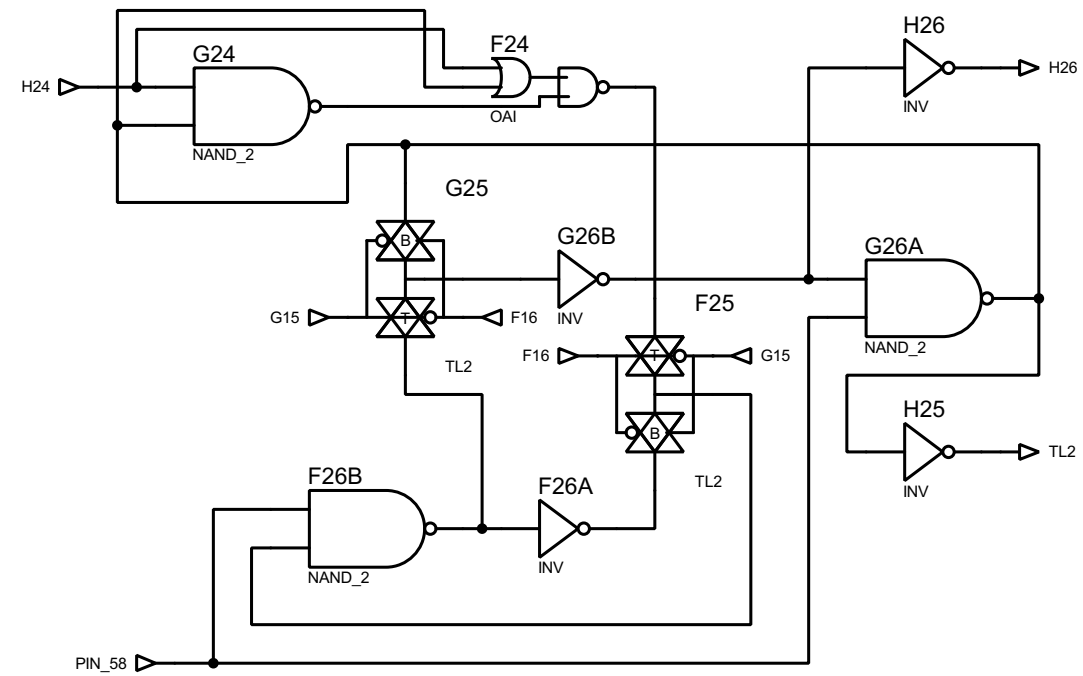 H26
F24
G24
H24
H26
OAI
INV
NAND_2
G25
B
G26B
G26A
F25
G15
T
F16
INV
NAND_2
F16
T
G15
TL2
H25
B
TL2
F26B
F26A
TL2
INV
NAND_2
INV
PIN_58